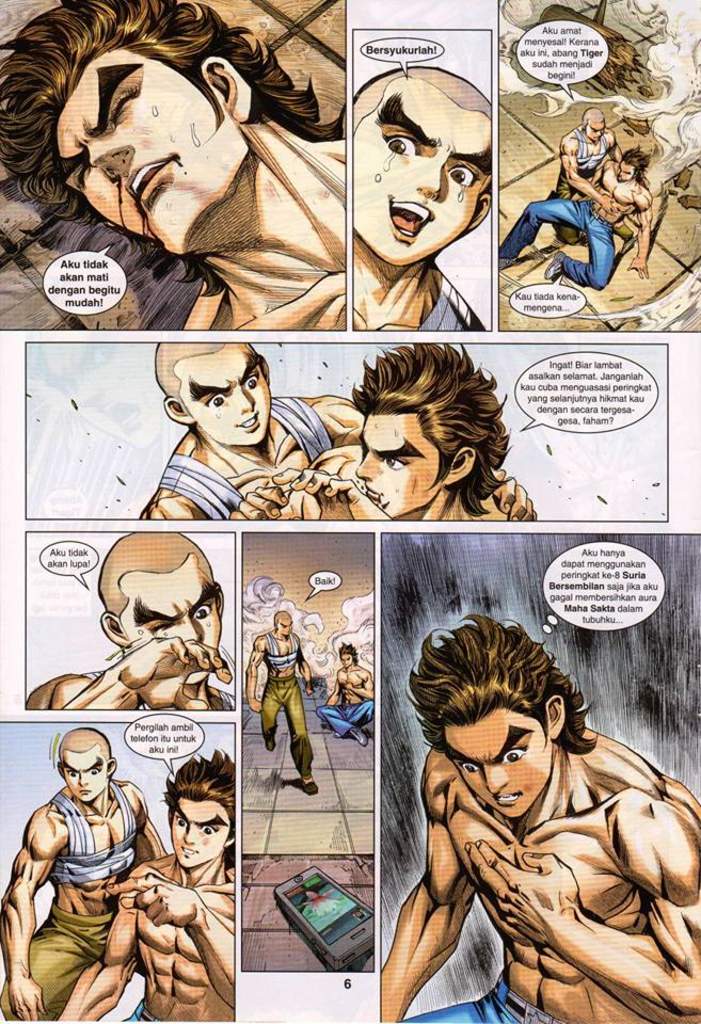 Aku tidak
akan mati
dengan begitu
mudah!
Bersyukurlah!
Aku amat
menyesal! Kerana
aku ini, abang Tiger
sudah menjadi
begini!
Kau tiada kena-
mengena...
Ingat! Biar lambat
asalkan selamat. Janganlah
kau cuba menguasasi peringkat
yang selanjutnya hikmat kau
dengan secara tergesa-
gesa, faham?
Aku tidak
akan lupa!
Pergilah ambil
telefon itu untuk
aku ini!
Baik!
Aku hanya
dapat menggunakan
peringkat ke-8 Suria
Bersembilan saja jika aku
gagal membersihkan aura
Maha Sakta dalam
tubuhku...
6